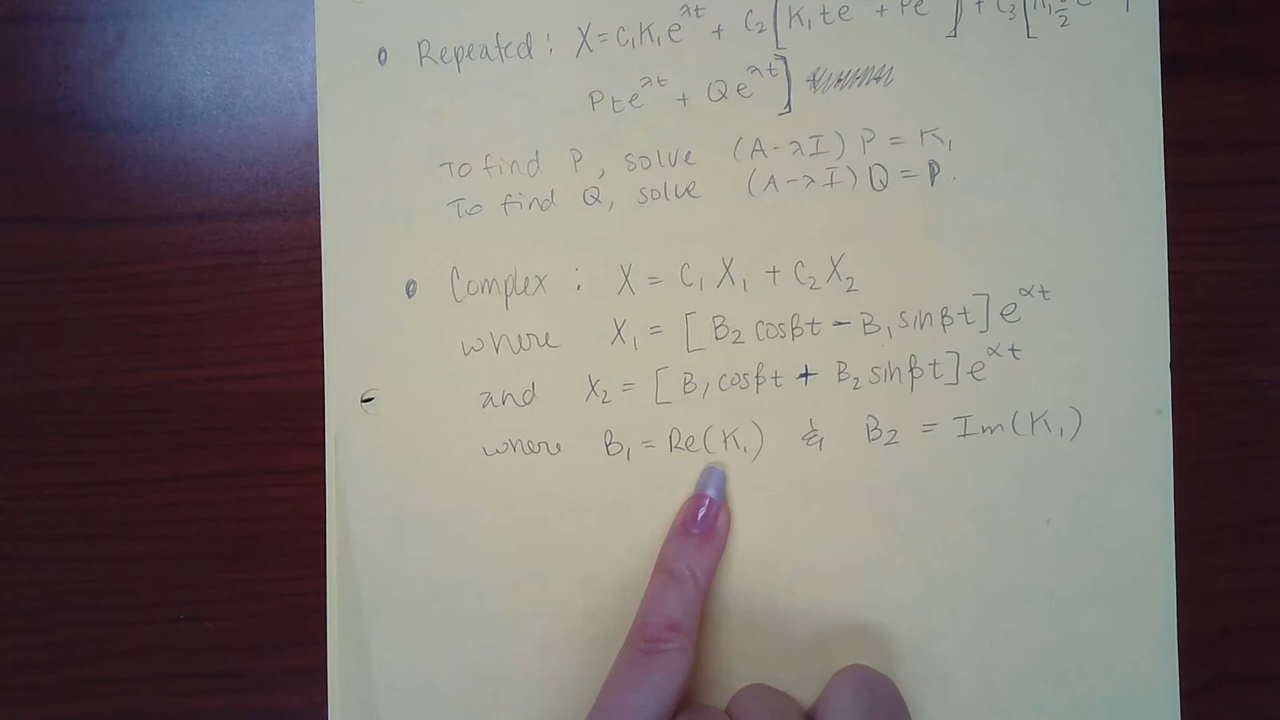 • Repeated : X = C₁K₁e^λt + C₂[K₁te + Pe ] + C₃[K₁
Pte^λt + Qe^λt]
To find P, solve (A-λI) P = K₁
To find Q, solve (A-λI) Q = P.
• Complex : X = C₁X₁ + C₂X₂
where X₁ = [B₂ cosβt - B₁ sinβt] e^αt
and X₂ = [B₁ cosβt + B₂ sinβt] e^αt
where B₁ = Re(K₁) & B₂ = Im(K₁)